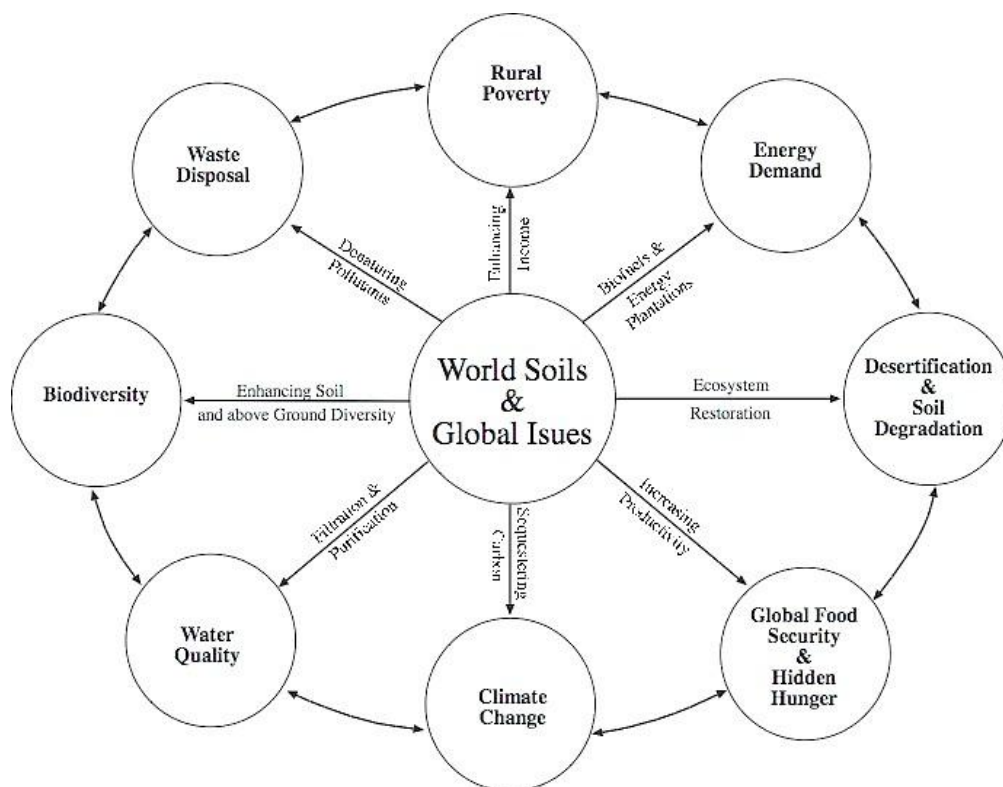 Rural
Poverty
Waste
Disposal
Energy
Demand
Denaturing
Pollutants
Enhancing
Income
Biofuels &
Energy
Plantations
Biodiversity
Enhancing Soil
and above Ground Diversity
World Soils
&
Global Isues
Ecosystem
Restoration
Desertification
&
Soil
Degradation
Filtration &
Purification
Sequestering
Carbon
Increasing
Productivity
Water
Quality
Climate
Change
Global Food
Security
&
Hidden
Hunger